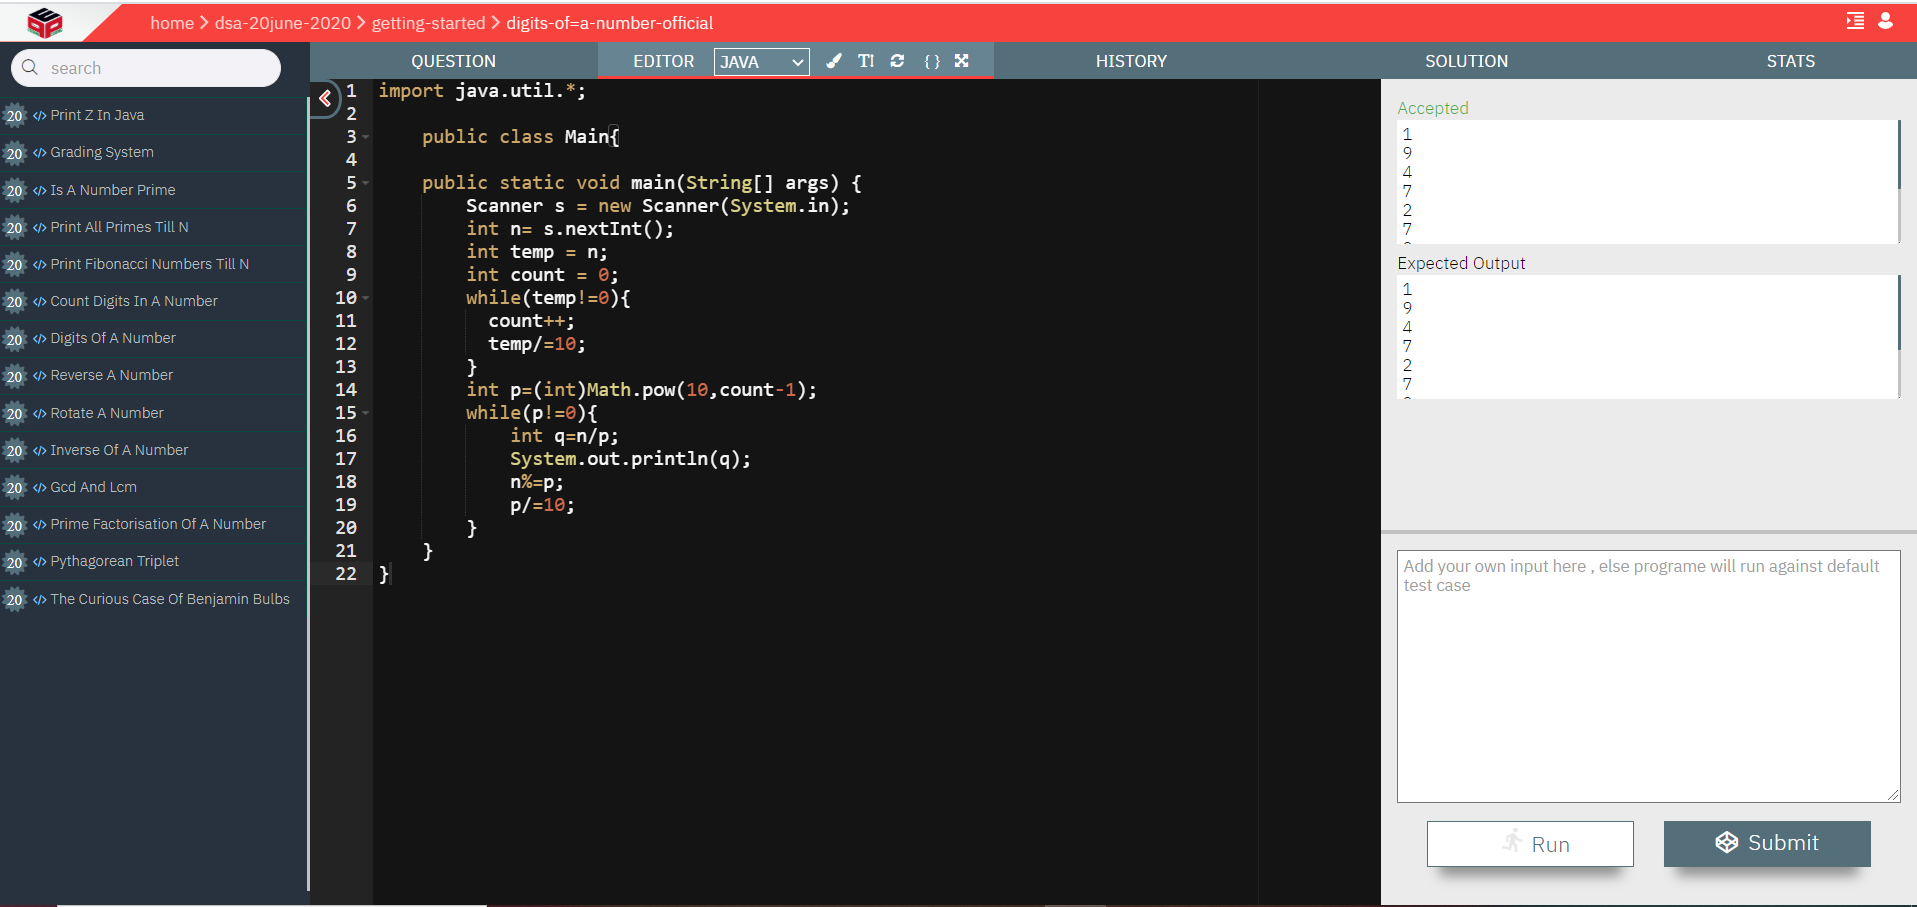 home > dsa-20june-2020 > getting-started > digits-of=a-number-official
search
QUESTION
EDITOR JAVA T! { }
HISTORY
SOLUTION
STATS
20 </> Print Z In Java
20 </> Grading System
20 </> Is A Number Prime
20 </> Print All Primes Till N
20 </> Print Fibonacci Numbers Till N
20 </> Count Digits In A Number
20 </> Digits Of A Number
20 </> Reverse A Number
20 </> Rotate A Number
20 </> Inverse Of A Number
20 </> Gcd And Lcm
20 </> Prime Factorisation Of A Number
20 </> Pythagorean Triplet
20 </> The Curious Case Of Benjamin Bulbs
1 import java.util.*;
2
3 public class Main{
4
5 public static void main(String[] args) {
6 Scanner s = new Scanner(System.in);
7 int n= s.nextInt();
8 int temp = n;
9 int count = 0;
10 while(temp!=0){
11 count++;
12 temp/=10;
13 }
14 int p=(int)Math.pow(10,count-1);
15 while(p!=0){
16 int q=n/p;
17 System.out.println(q);
18 n%=p;
19 p/=10;
20 }
21 }
22 }
Accepted
1
9
4
7
2
7
Expected Output
1
9
4
7
2
7
Add your own input here , else programe will run against default
test case
Run
Submit